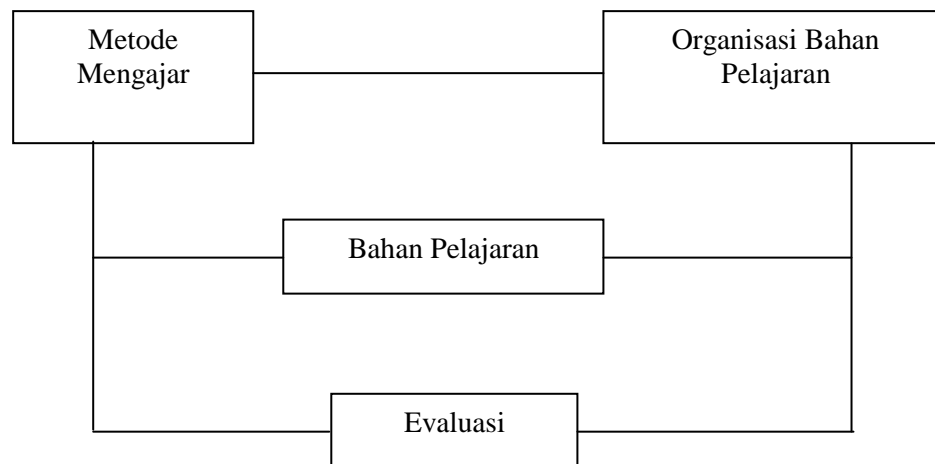 Metode
Mengajar
Organisasi Bahan
Pelajaran
Bahan Pelajaran
Evaluasi